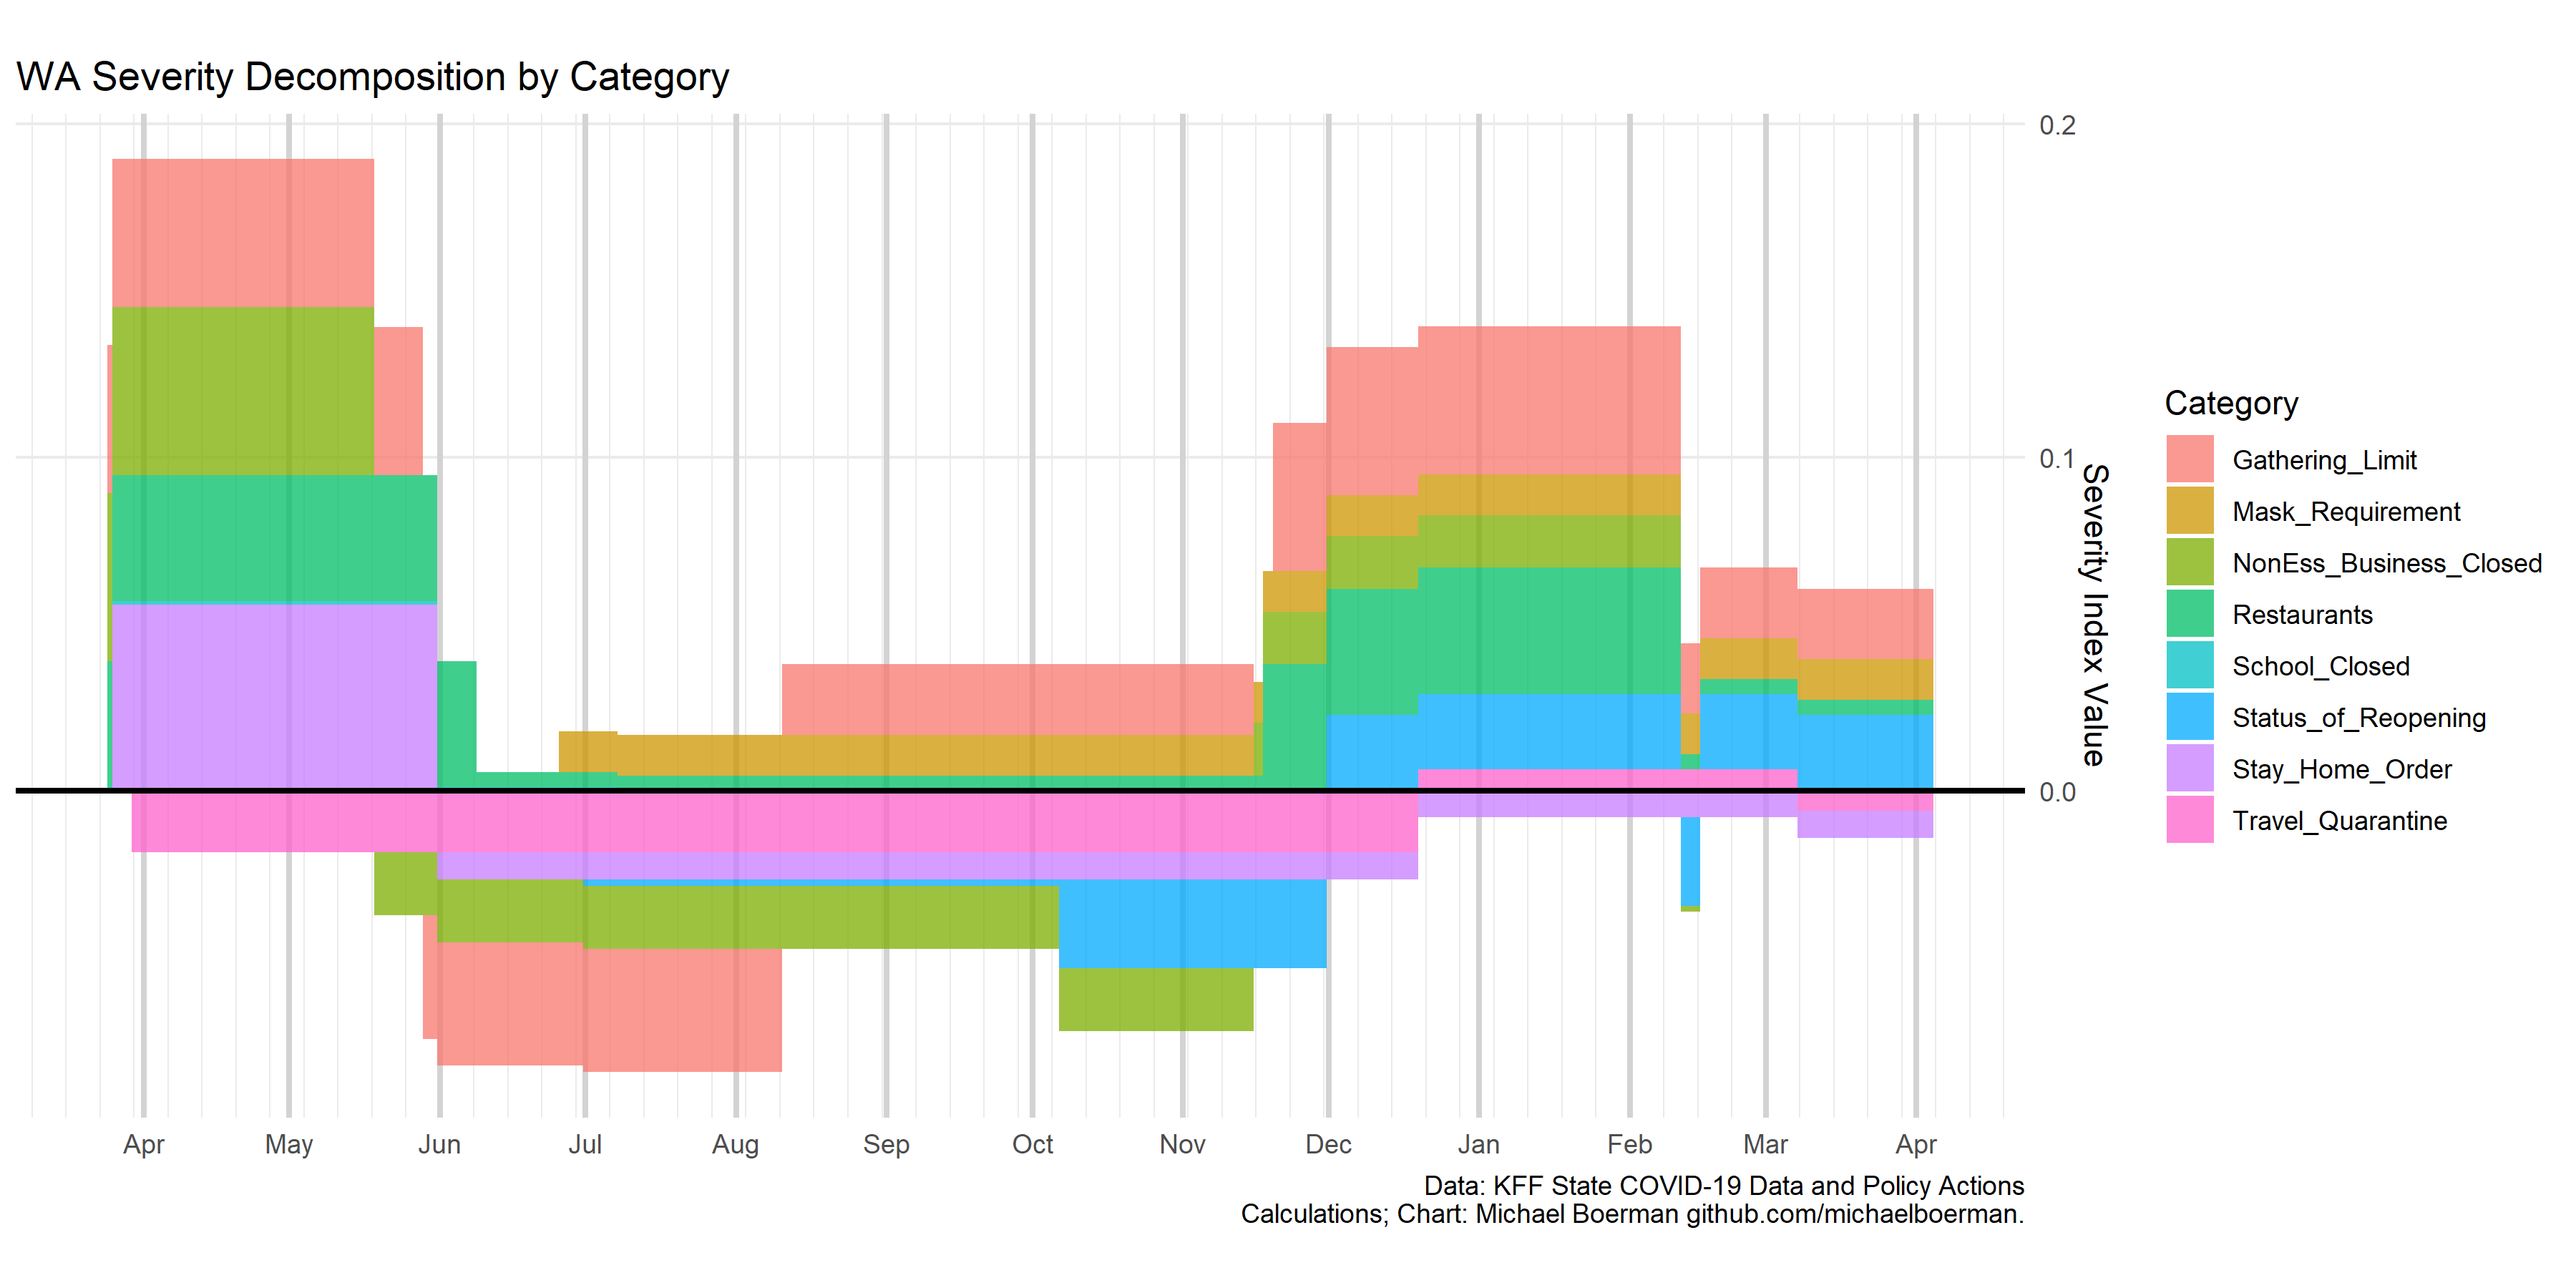 WA Severity Decomposition by Category
0.2
0.1
0.0
Severity Index Value
Category
Gathering_Limit
Mask_Requirement
NonEss_Business_Closed
Restaurants
School_Closed
Status_of_Reopening
Stay_Home_Order
Travel_Quarantine
Apr May Jun Jul Aug Sep Oct Nov Dec Jan Feb Mar Apr
Data: KFF State COVID-19 Data and Policy Actions
Calculations; Chart: Michael Boerman github.com/michaelboerman.